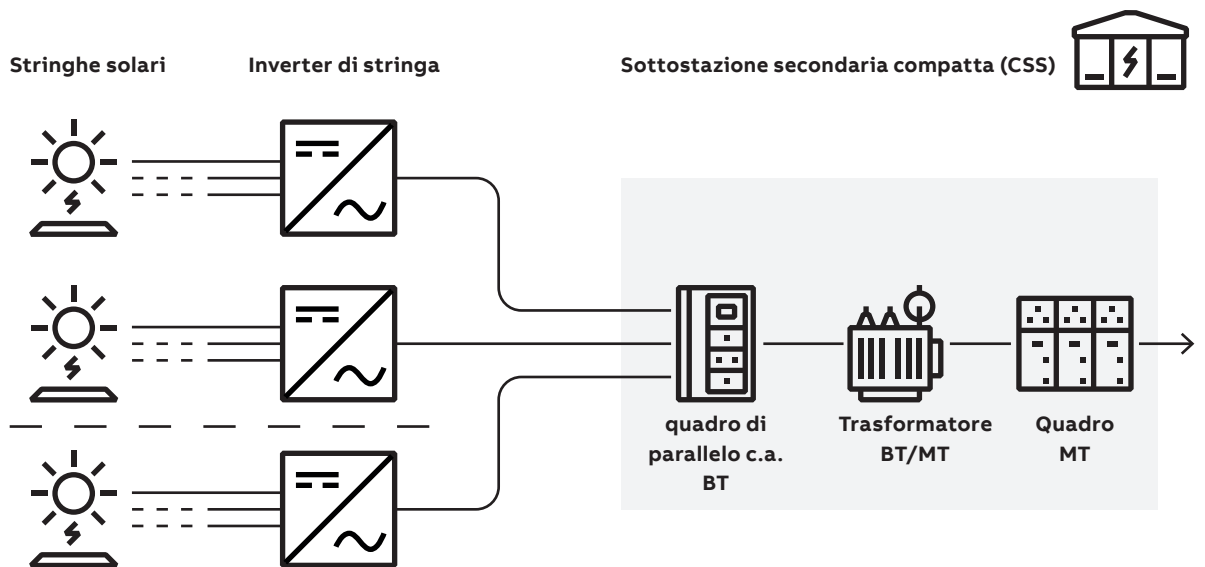 Stringhe solari
Inverter di stringa
Sottostazione secondaria compatta (CSS)
quadro di
parallelo c.a.
BT
Trasformatore
BT/MT
Quadro
MT